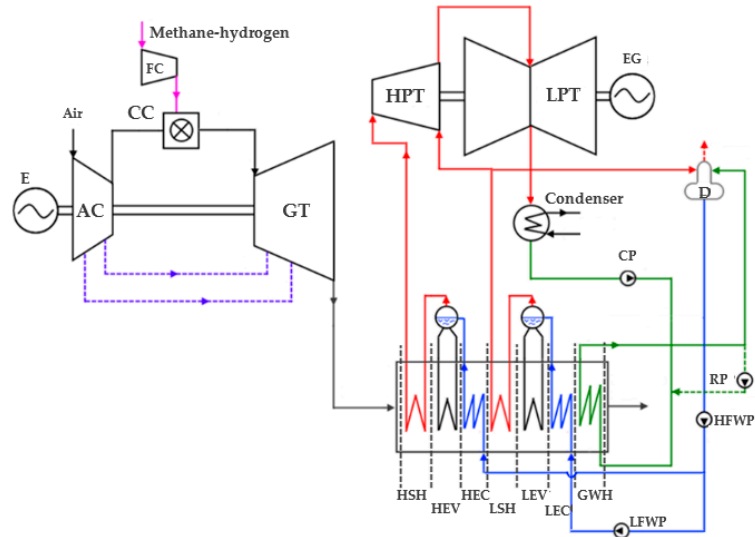 Methane-hydrogen
FC
CC
Air
E
AC
GT
HPT
LPT
EG
D
Condenser
CP
RP
HFWP
HSH
HEV
HEC
LSH
LEV
LEC
GWH
LFWP